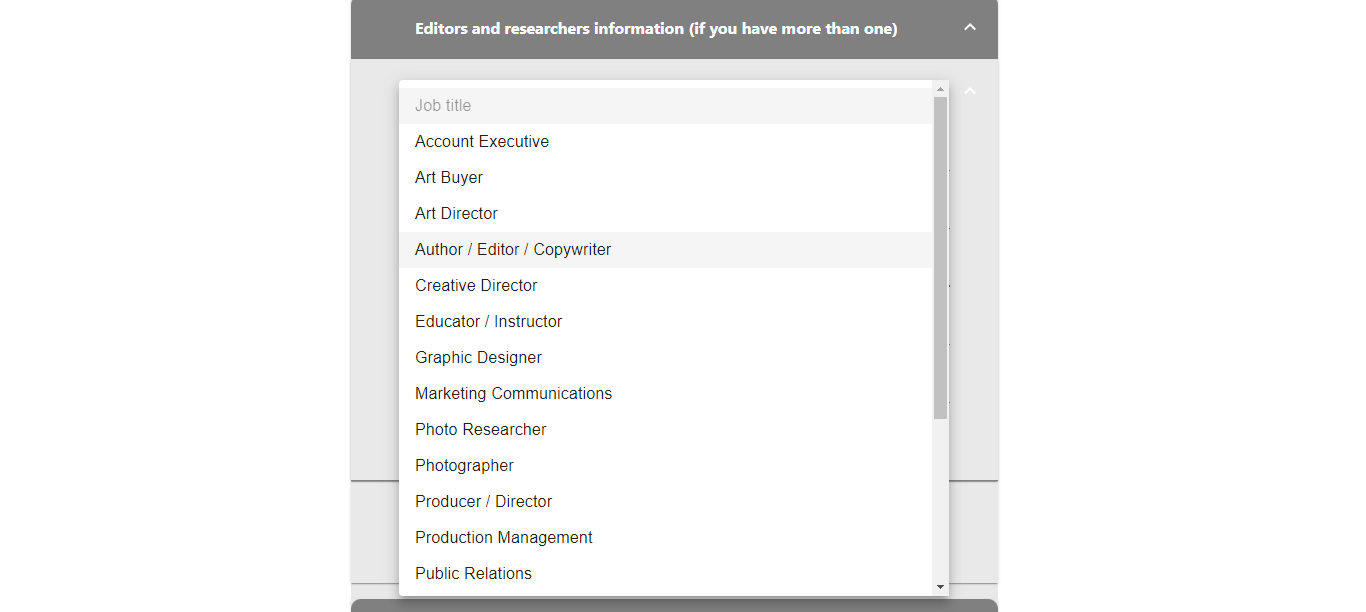 Editors and researchers information (if you have more than one)
Job title
Account Executive
Art Buyer
Art Director
Author / Editor / Copywriter
Creative Director
Educator / Instructor
Graphic Designer
Marketing Communications
Photo Researcher
Photographer
Producer / Director
Production Management
Public Relations